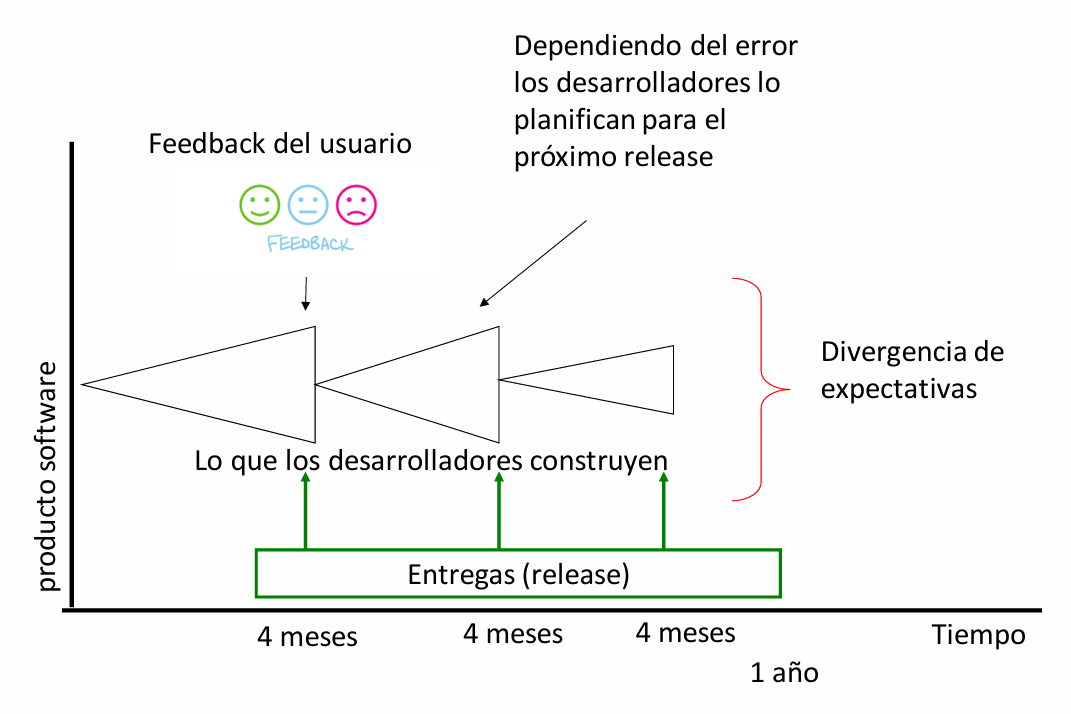 Dependiendo del error
los desarrolladores lo
planifican para el
próximo release
Feedback del usuario
FEEDBACK
Divergencia de
expectativas
producto software
Lo que los desarrolladores construyen
Entregas (release)
4 meses
4 meses
4 meses
Tiempo
1 año